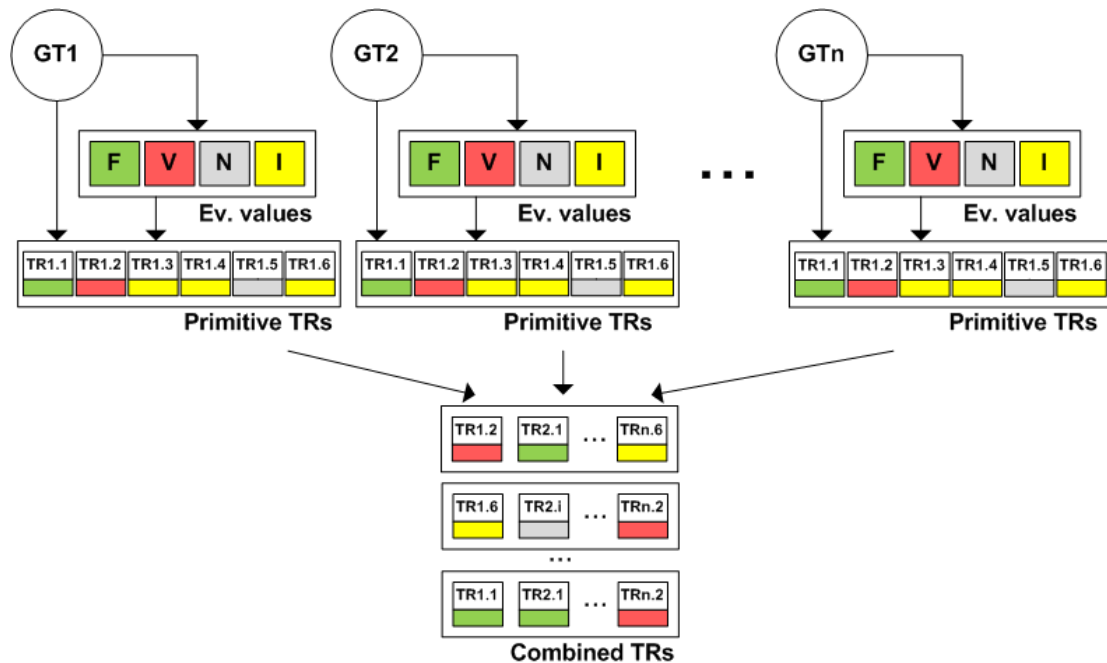 GT1 GT2 GTn
F V N I F V N I ... F V N I
Ev. values Ev. values Ev. values
TR1.1 TR1.2 TR1.3 TR1.4 TR1.5 TR1.6 TR1.1 TR1.2 TR1.3 TR1.4 TR1.5 TR1.6 TR1.1 TR1.2 TR1.3 TR1.4 TR1.5 TR1.6
Primitive TRs Primitive TRs Primitive TRs
TR1.2 TR2.1 ... TRn.6
TR1.6 TR2.i ... TRn.2
...
TR1.1 TR2.1 ... TRn.2
Combined TRs